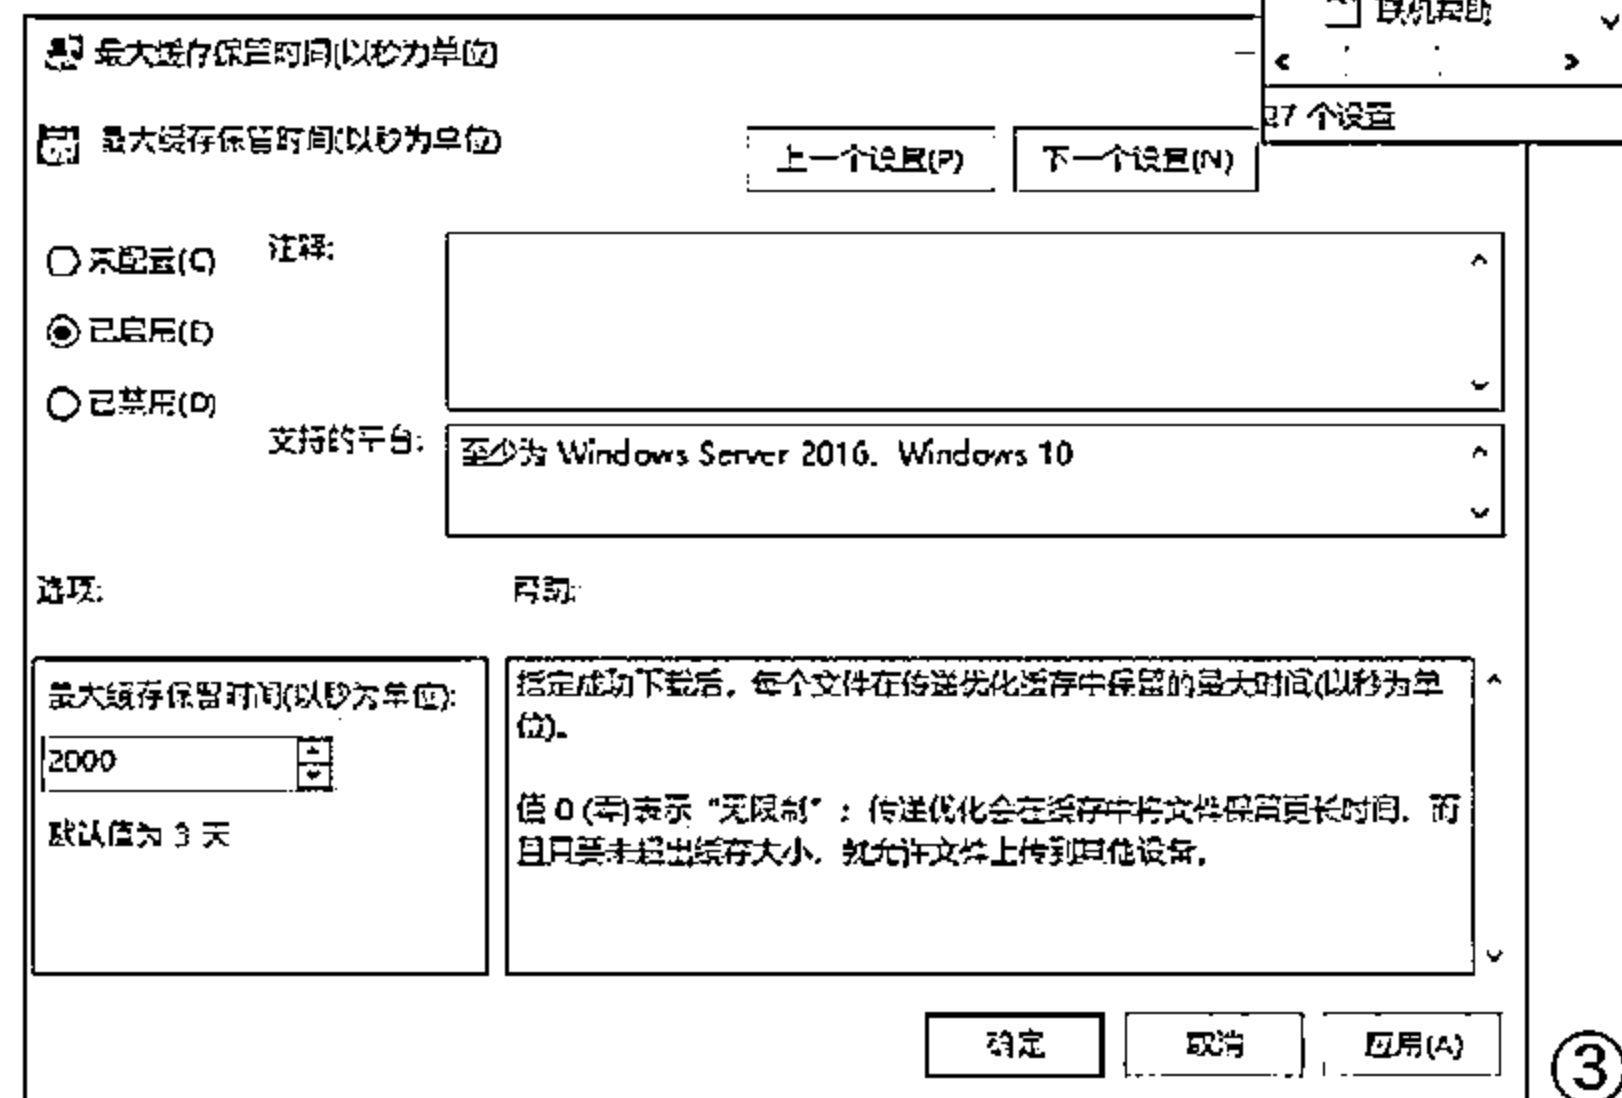 联机帮助
27 个设置
最大缓存保留时间(以秒为单位)
最大缓存保留时间(以秒为单位)
上一个设置(P)
下一个设置(N)
未配置(C)
注释:
已启用(E)
已禁用(D)
支持的平台:
至少为 Windows Server 2016、Windows 10
选项:
帮助:
最大缓存保留时间(以秒为单位):
2000
默认值为 3 天
指定成功下载后，每个文件在传递优化缓存中保留的最大时间(以秒为单
位)。
值 0 (零)表示“无限制”：传递优化会在缓存中将文件保留更长时间，而
且只要未超出缓存大小，就允许文件上传到其他设备。
确定
取消
应用(A)
③